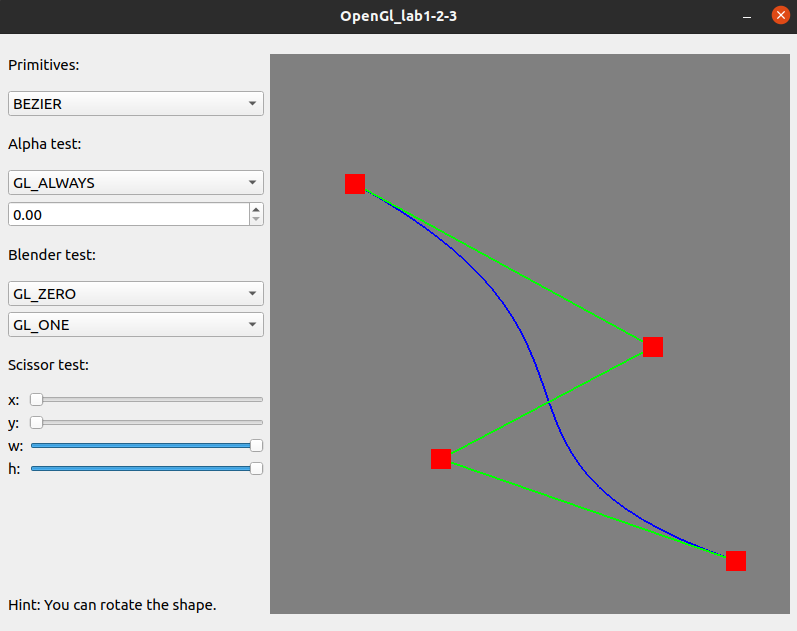 OpenGl_lab1-2-3
Primitives:
BEZIER
Alpha test:
GL_ALWAYS
0.00
Blender test:
GL_ZERO
GL_ONE
Scissor test:
x:
y:
w:
h:
Hint: You can rotate the shape.